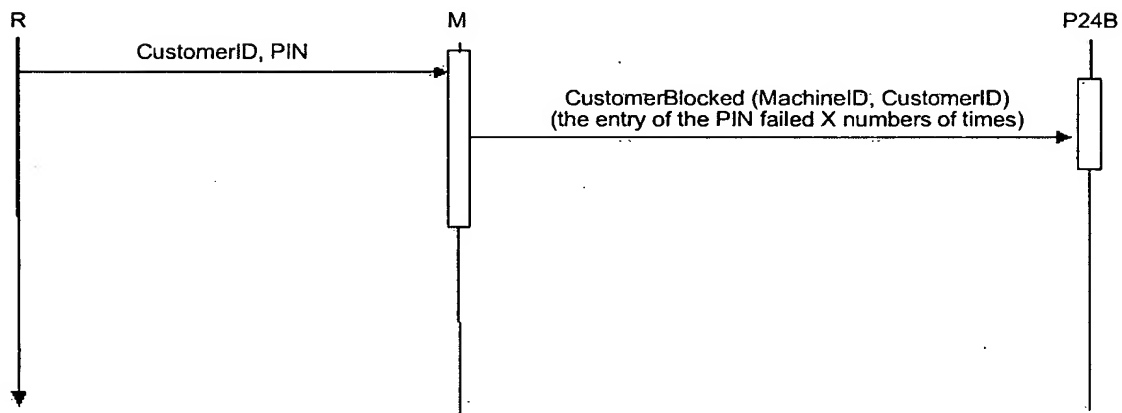 R
M
P24B
CustomerID, PIN
CustomerBlocked (MachineID, CustomerID)
(the entry of the PIN failed X numbers of times)